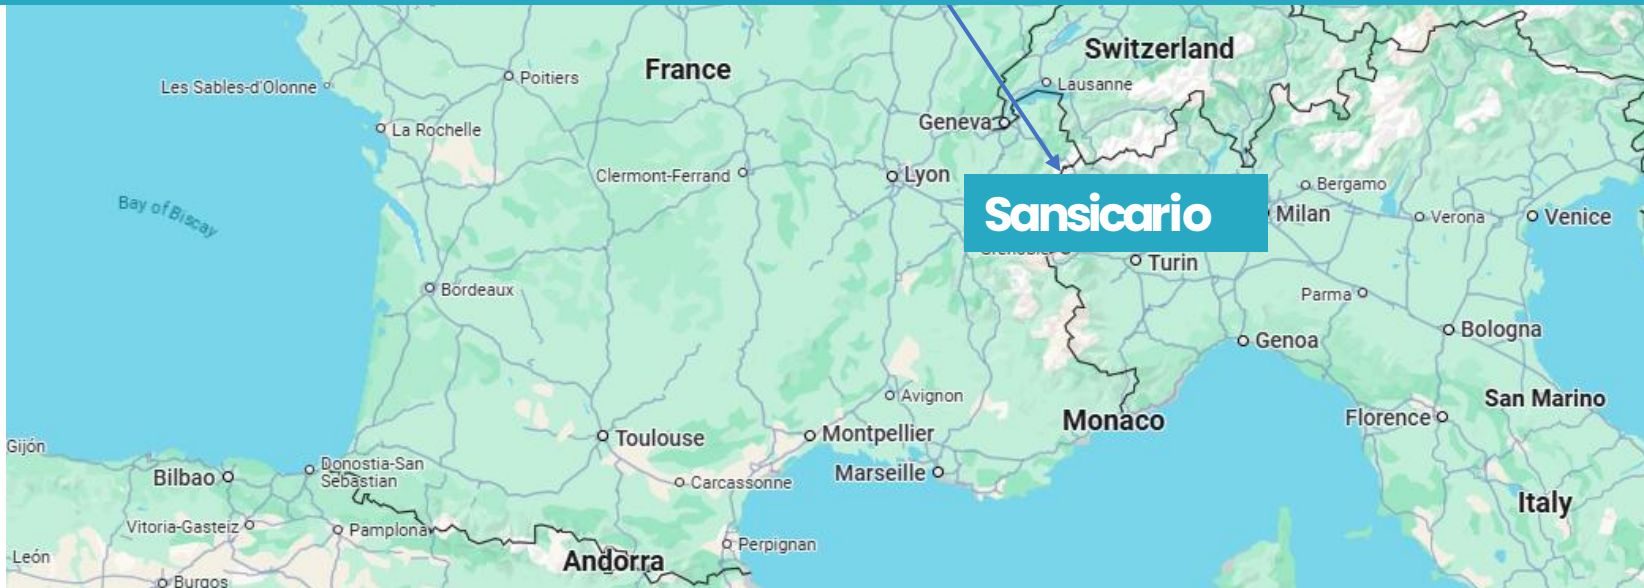 Switzerland
France
Poitiers
Les Sables-d'Olonne
Lausanne
Geneva
La Rochelle
Clermont-Ferrand
Lyon
Bergamo
Bay of Biscay
Sansicario
Milan
Verona
Venice
Turin
Bordeaux
Parma
Bologna
Genoa
Avignon
San Marino
Monaco
Florence
Toulouse
Montpellier
Gijón
Marseille
Bilbao
Donostia-San
Sebastian
Carcassonne
Italy
Vitoria-Gasteiz
Pamplona
Perpignan
León
Andorra
Burgos